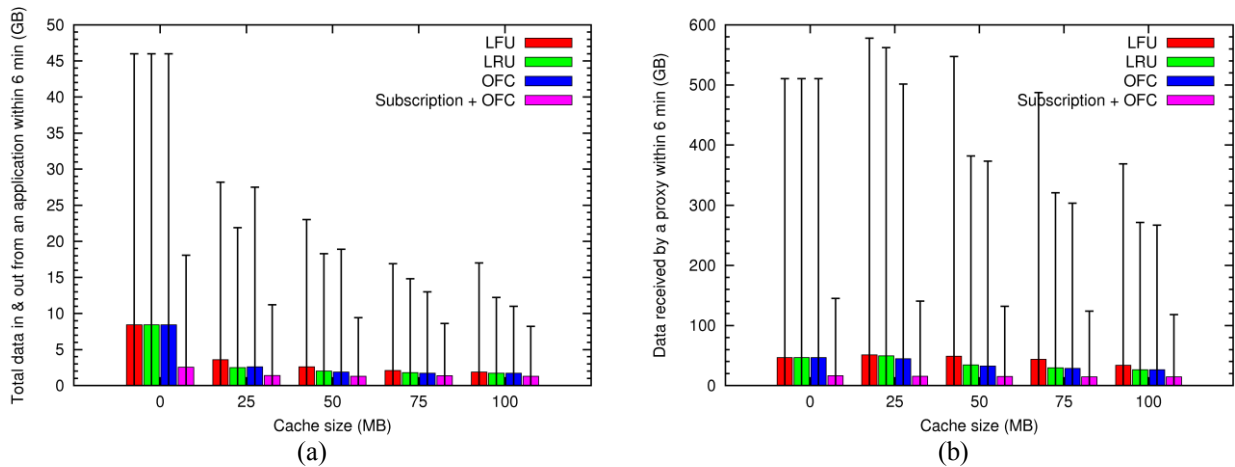 Total data in & out from an application within 6 min (GB)
50
45
40
35
30
25
20
15
10
5
0
LFU
LRU
OFC
Subscription + OFC
0
25
50
75
100
Cache size (MB)
(a)
Data received by a proxy within 6 min (GB)
600
500
400
300
200
100
0
LFU
LRU
OFC
Subscription + OFC
0
25
50
75
100
Cache size (MB)
(b)